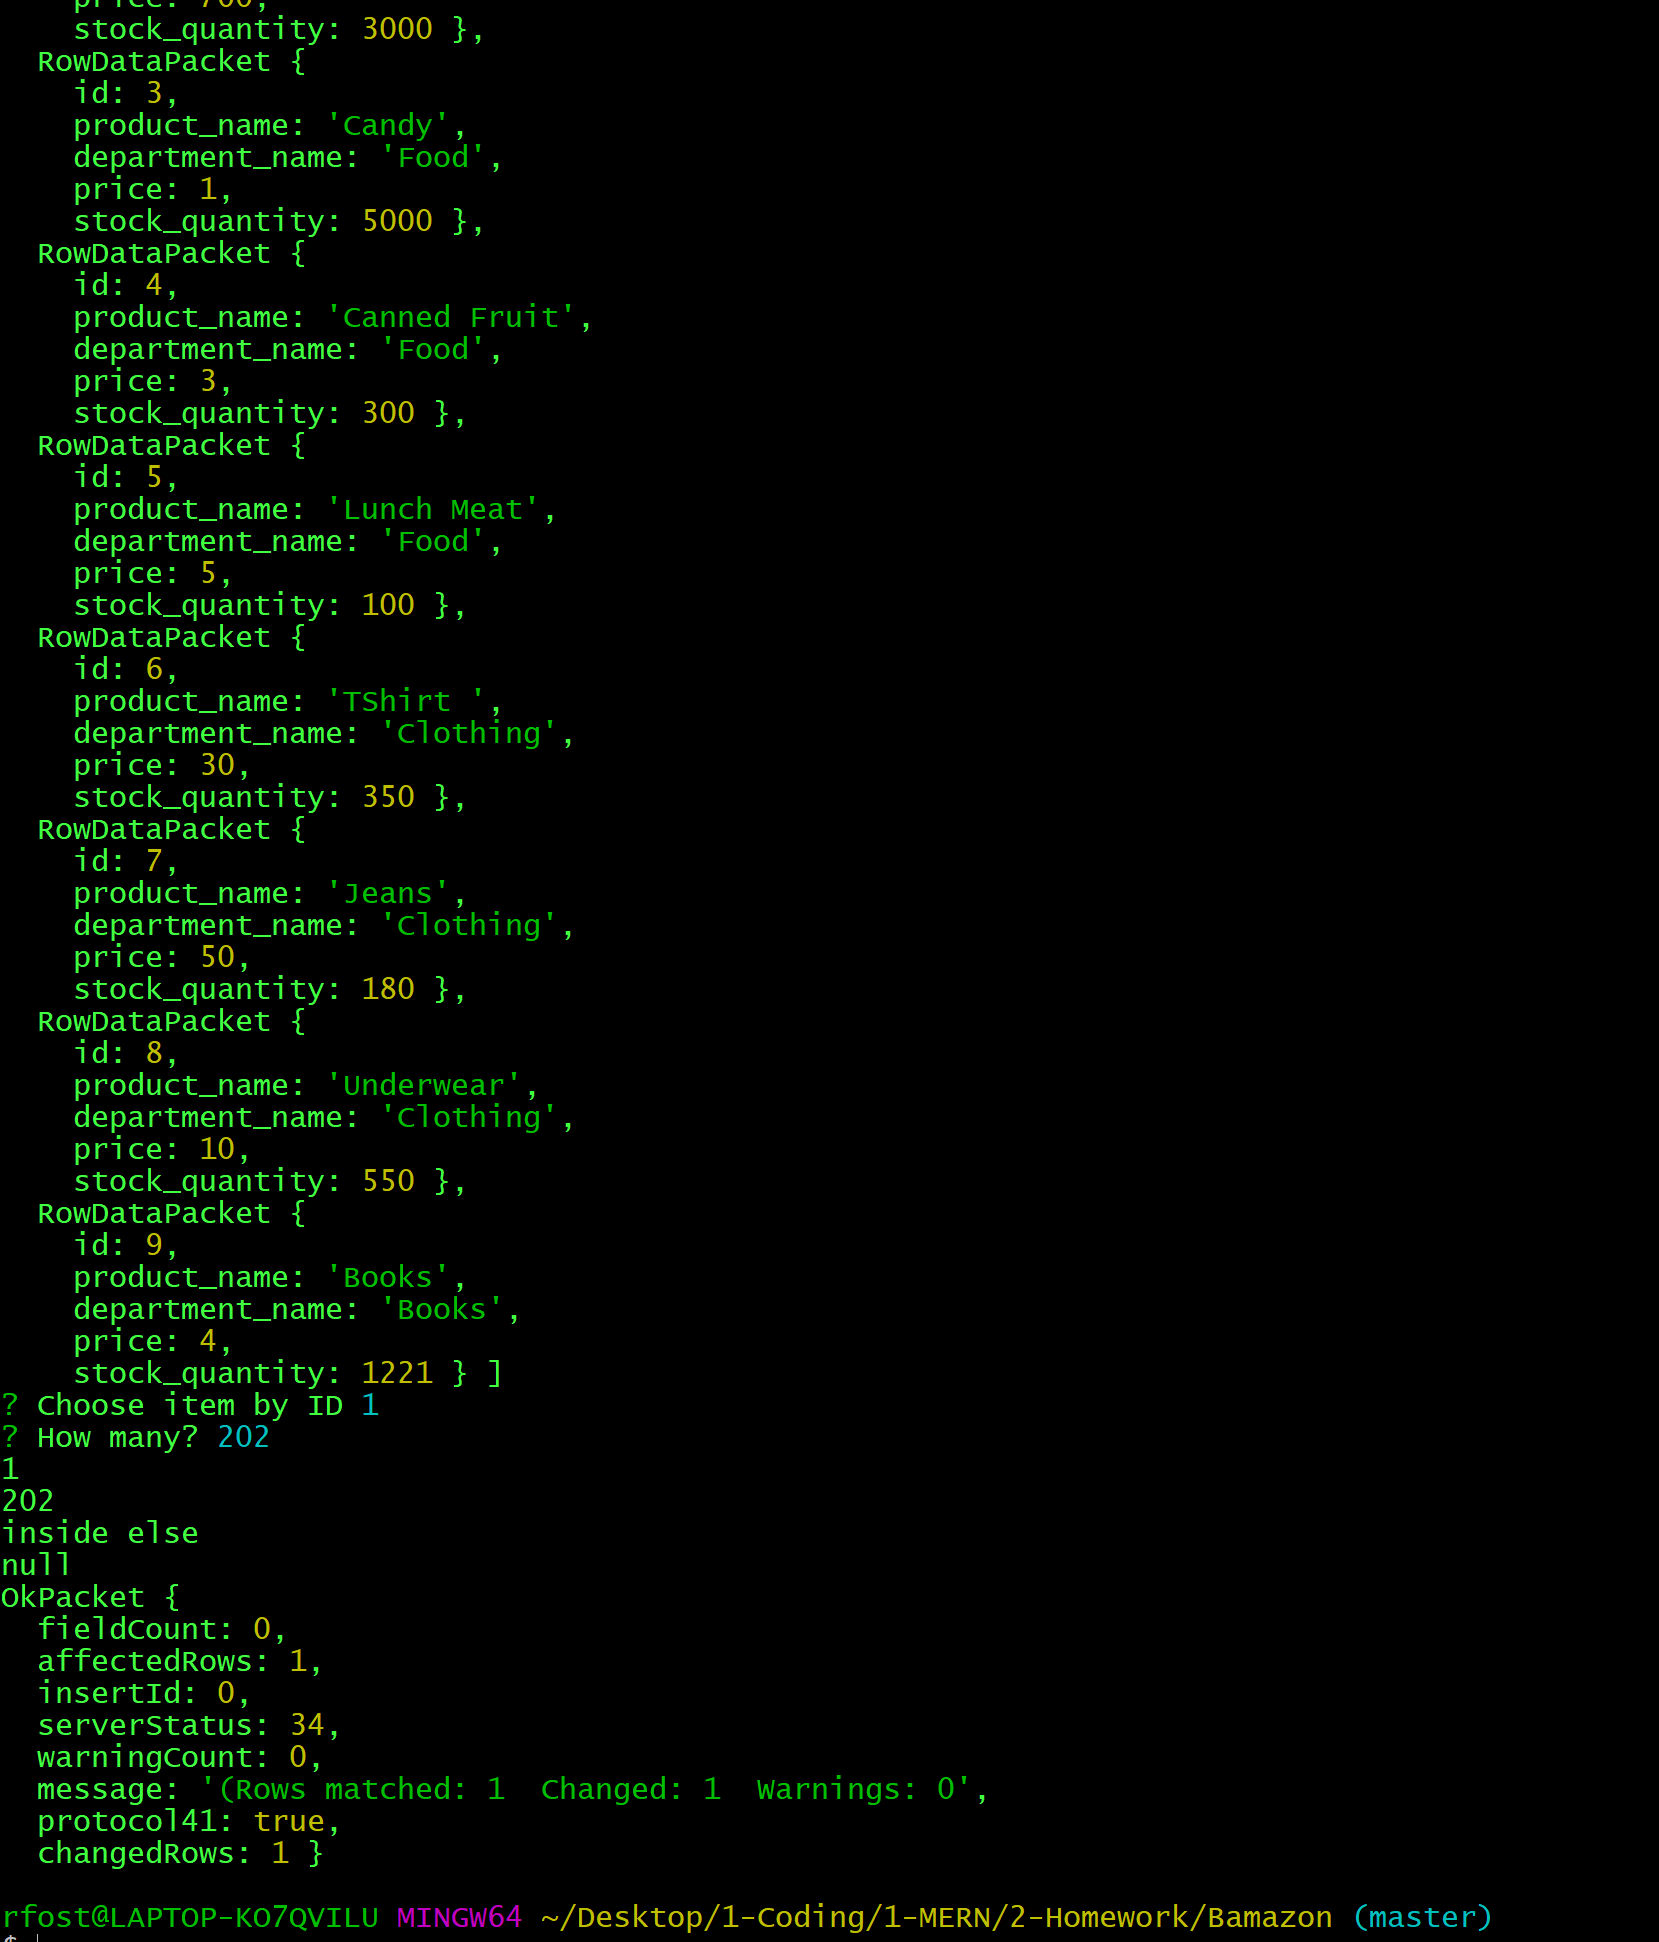 price: 700,
    stock_quantity: 3000 },
  RowDataPacket {
    id: 3,
    product_name: 'Candy',
    department_name: 'Food',
    price: 1,
    stock_quantity: 5000 },
  RowDataPacket {
    id: 4,
    product_name: 'Canned Fruit',
    department_name: 'Food',
    price: 3,
    stock_quantity: 300 },
  RowDataPacket {
    id: 5,
    product_name: 'Lunch Meat',
    department_name: 'Food',
    price: 5,
    stock_quantity: 100 },
  RowDataPacket {
    id: 6,
    product_name: 'TShirt ',
    department_name: 'Clothing',
    price: 30,
    stock_quantity: 350 },
  RowDataPacket {
    id: 7,
    product_name: 'Jeans',
    department_name: 'Clothing',
    price: 50,
    stock_quantity: 180 },
  RowDataPacket {
    id: 8,
    product_name: 'Underwear',
    department_name: 'Clothing',
    price: 10,
    stock_quantity: 550 },
  RowDataPacket {
    id: 9,
    product_name: 'Books',
    department_name: 'Books',
    price: 4,
    stock_quantity: 1221 } ]
? Choose item by ID 1
? How many? 202
1
202
inside else
null
OkPacket {
  fieldCount: 0,
  affectedRows: 1,
  insertId: 0,
  serverStatus: 34,
  warningCount: 0,
  message: '(Rows matched: 1  Changed: 1  Warnings: 0',
  protocol41: true,
  changedRows: 1 }
rfost@LAPTOP-KO7QVILU MINGW64 ~/Desktop/1-Coding/1-MERN/2-Homework/Bamazon (master)
$